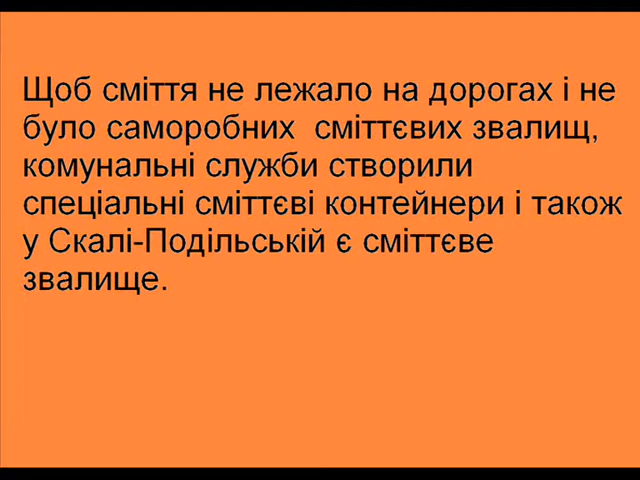 Щоб сміття не лежало на дорогах і не
було саморобних  сміттєвих звалищ,
комунальні служби створили
спеціальні сміттєві контейнери і також
у Скалі-Подільській є сміттєве
звалище.